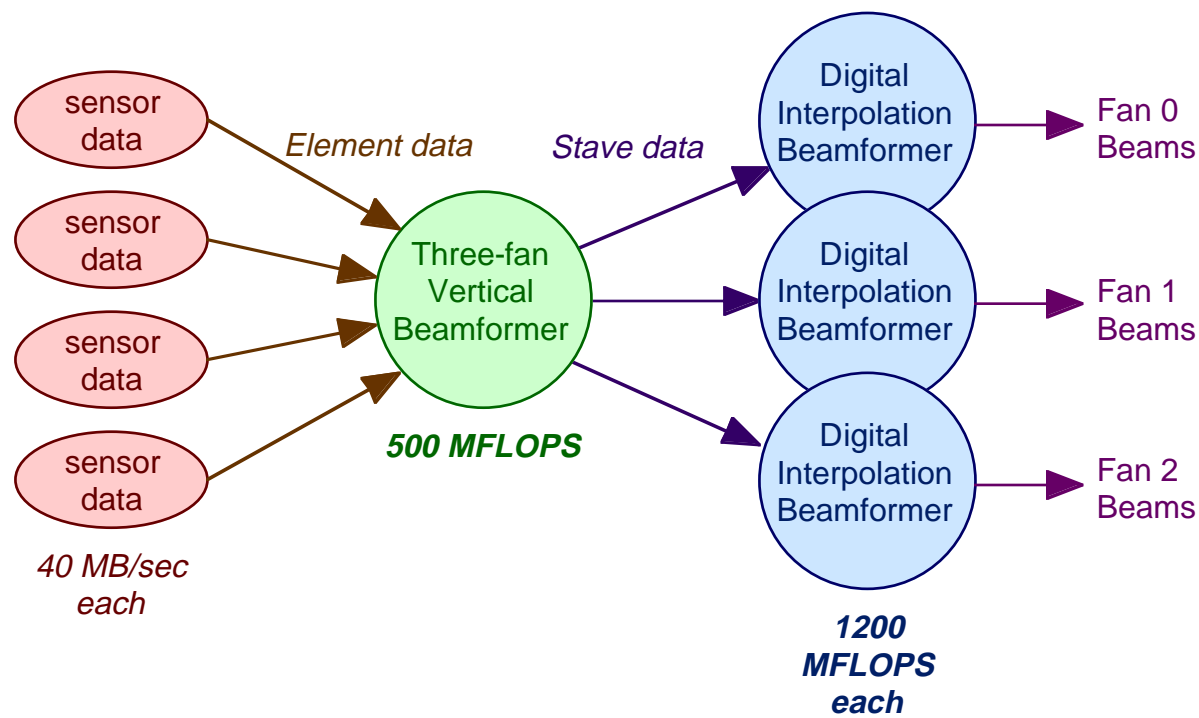 sensor
data
sensor
data
sensor
data
sensor
data
40 MB/sec
each
Element data
Three-fan
Vertical
Beamformer
500 MFLOPS
Stave data
Digital
Interpolation
Beamformer
Digital
Interpolation
Beamformer
Digital
Interpolation
Beamformer
1200
MFLOPS
each
Fan 0
Beams
Fan 1
Beams
Fan 2
Beams